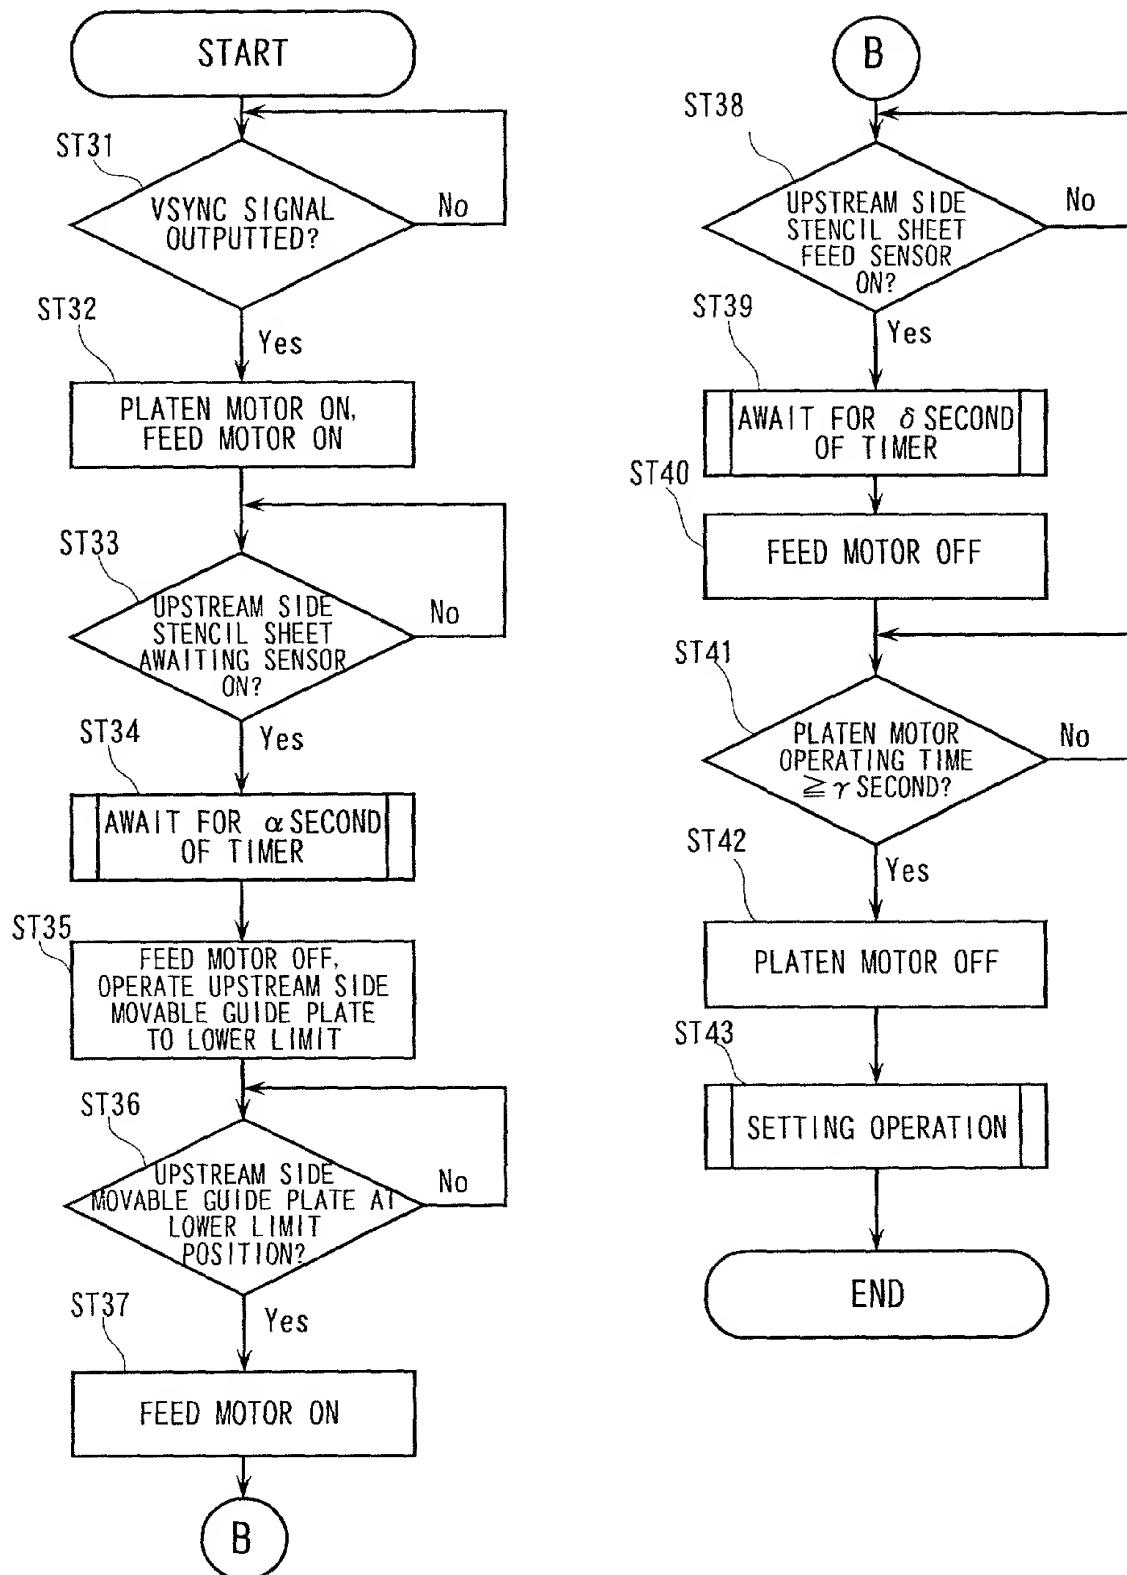 START
ST31
VSYNC SIGNAL
OUTPUTTED?
No
Yes
ST32
PLATEN MOTOR ON,
FEED MOTOR ON
ST33
UPSTREAM SIDE
STENCIL SHEET
AWAITING SENSOR
ON?
No
Yes
ST34
AWAIT FOR α SECOND
OF TIMER
ST35
FEED MOTOR OFF,
OPERATE UPSTREAM SIDE
MOVABLE GUIDE PLATE
TO LOWER LIMIT
ST36
UPSTREAM SIDE
MOVABLE GUIDE PLATE AT
LOWER LIMIT
POSITION?
No
Yes
ST37
FEED MOTOR ON
B
B
ST38
UPSTREAM SIDE
STENCIL SHEET
FEED SENSOR
ON?
No
Yes
ST39
AWAIT FOR δ SECOND
OF TIMER
ST40
FEED MOTOR OFF
ST41
PLATEN MOTOR
OPERATING TIME
≧ γ SECOND?
No
Yes
ST42
PLATEN MOTOR OFF
ST43
SETTING OPERATION
END